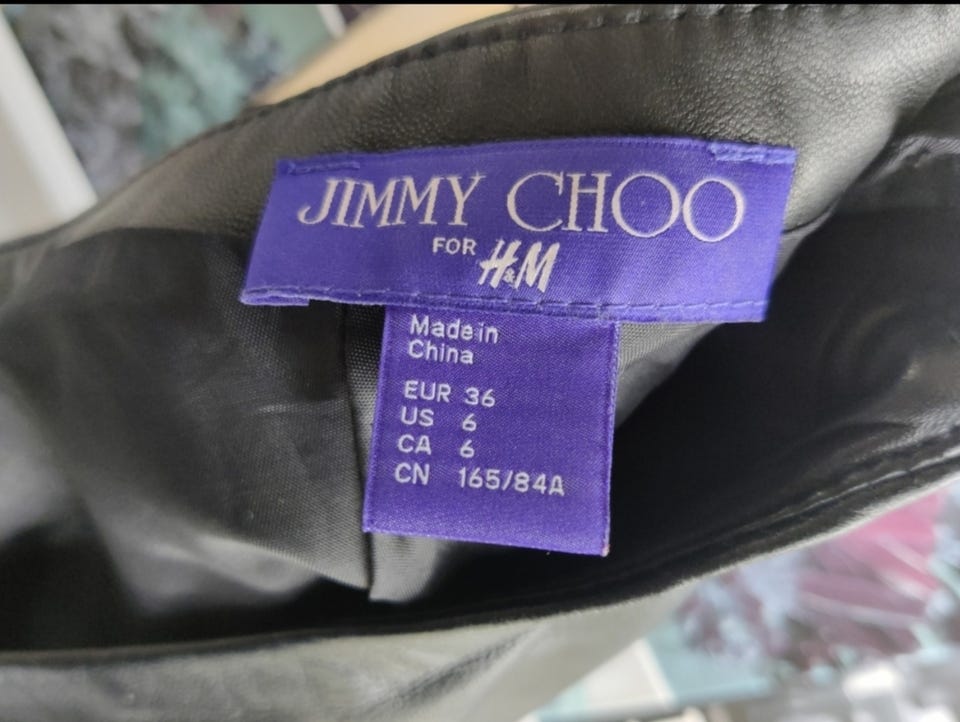 JIMMY CHOO
FOR H&M
Made in
China
EUR 36
US 6
CA 6
CN 165/84A